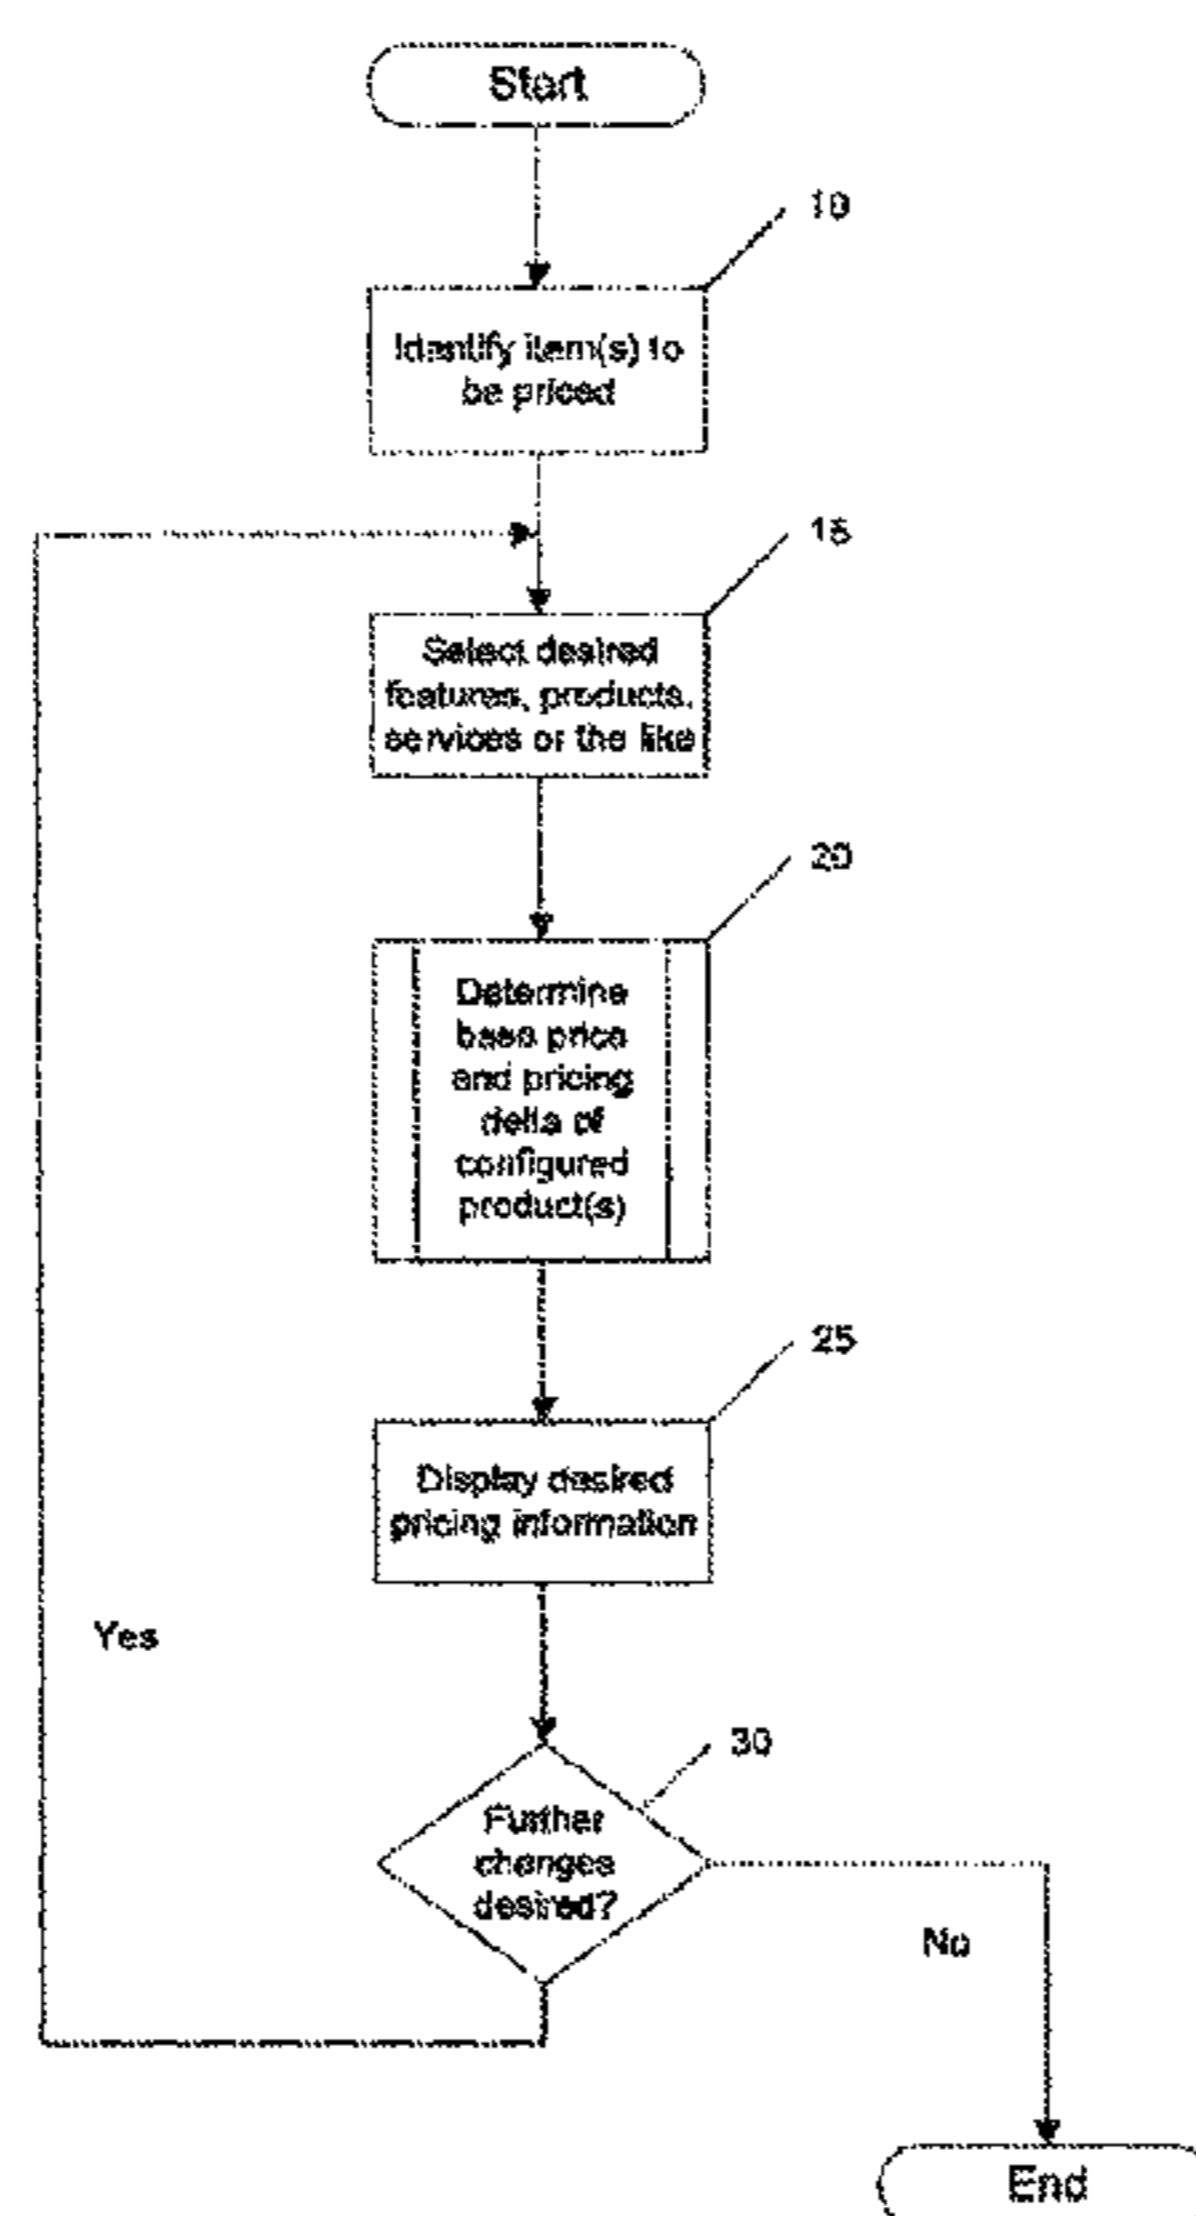 Start
10
Identify item(s) to
be priced
15
Select desired
features, products,
services or the like
20
Determine
base price
and pricing
delta of
configured
product(s)
25
Display desired
pricing information
Yes
30
Further
changes
desired?
No
End